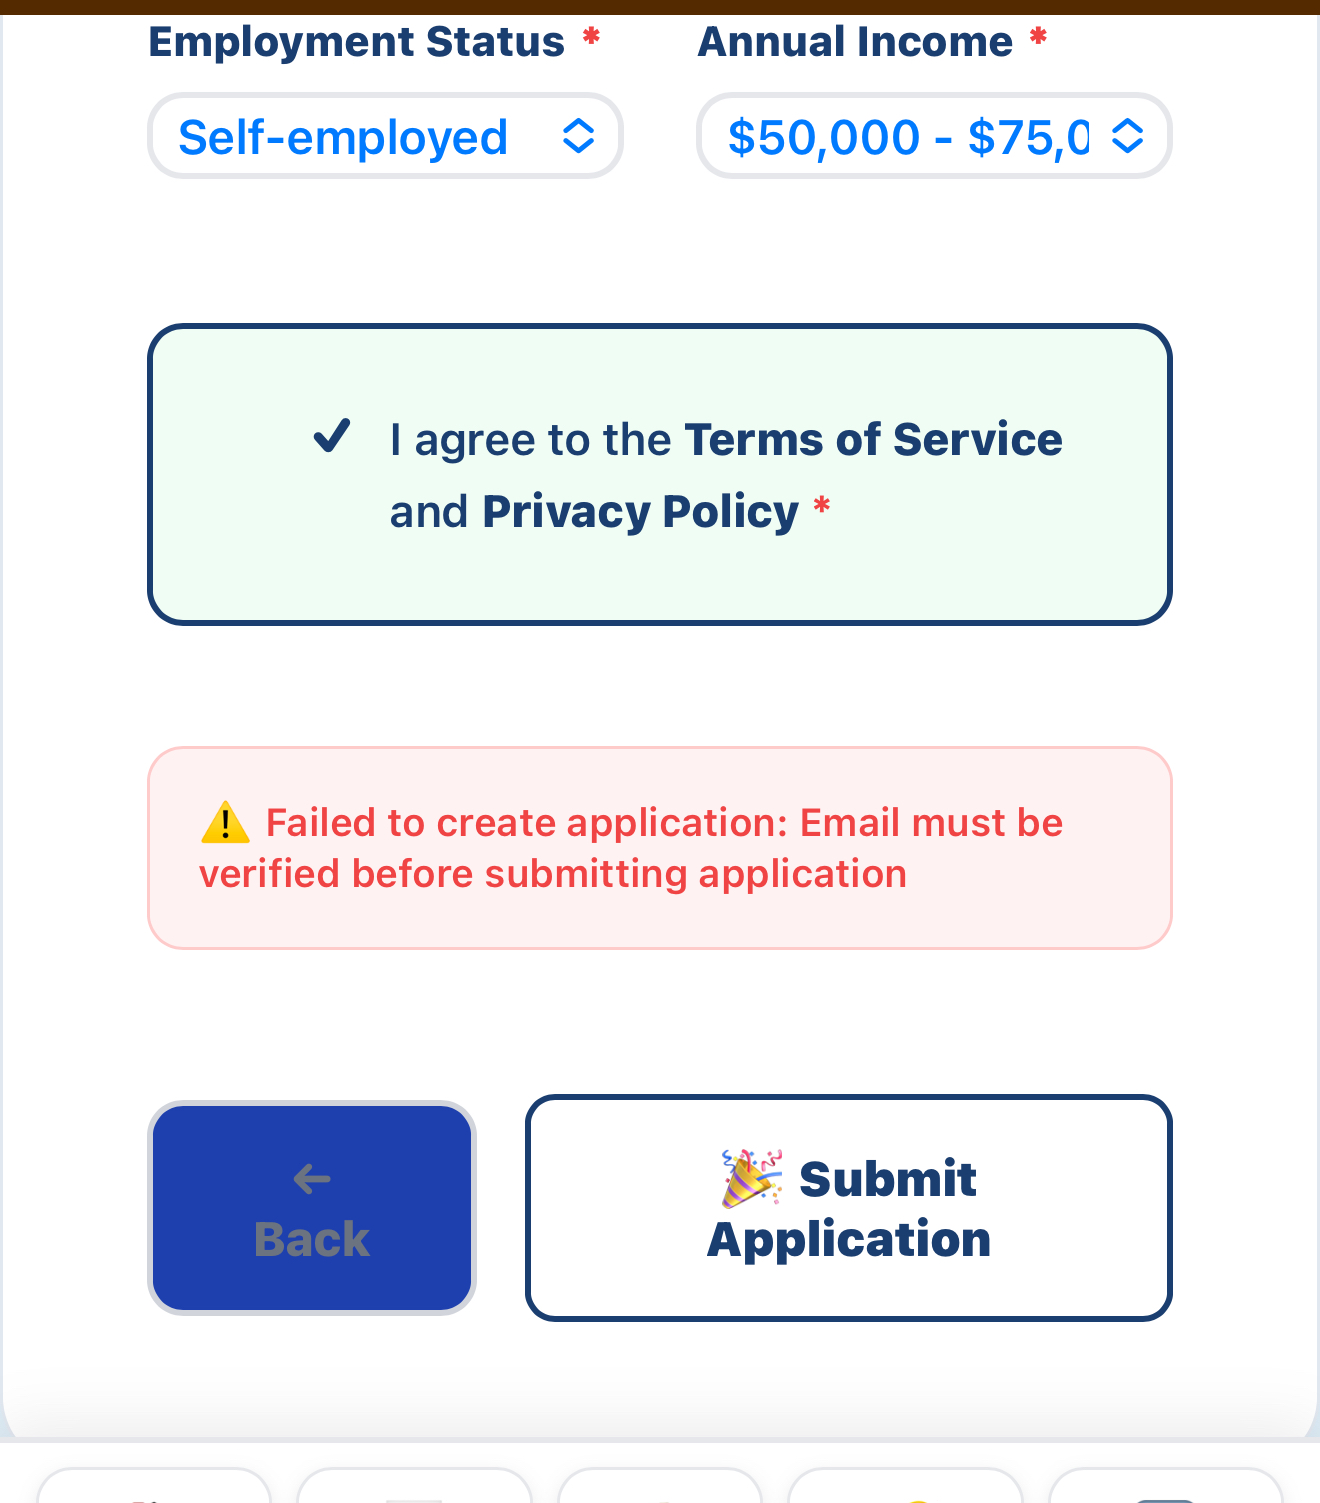 Employment Status *
Annual Income *
Self-employed
$50,000 - $75,0
I agree to the Terms of Service
and Privacy Policy *
⚠️ Failed to create application: Email must be
verified before submitting application
←
Back
🎉 Submit
Application